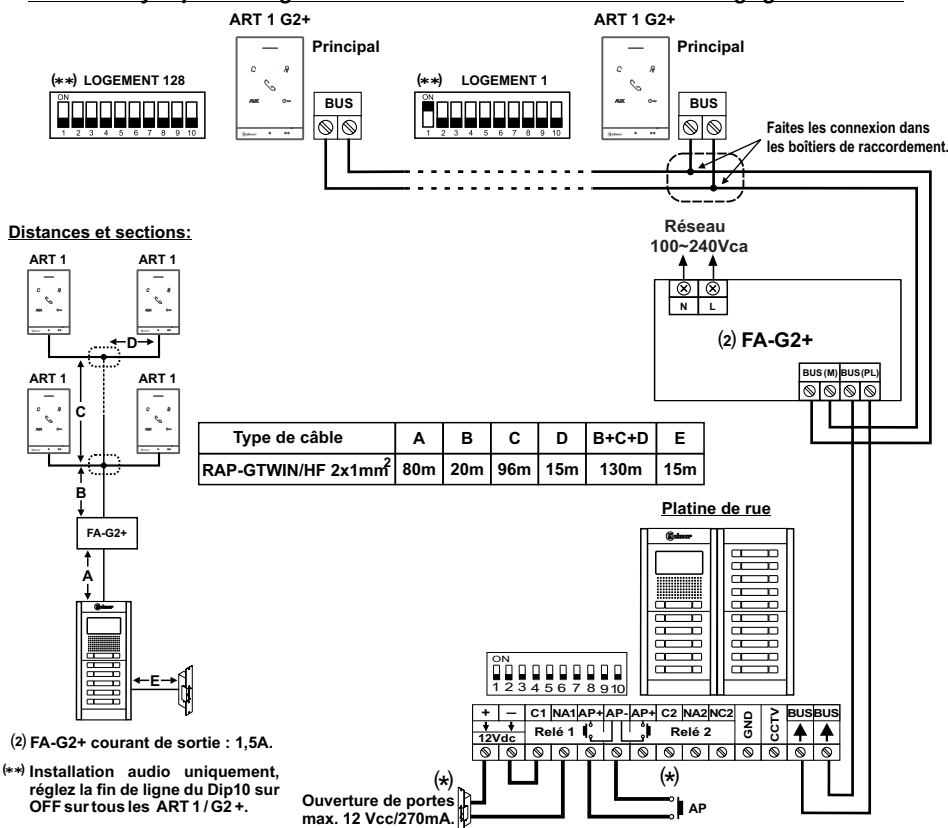 ART 1 G2+
ART 1 G2+
Principal
Principal
(**) LOGEMENT 128
(**) LOGEMENT 1
ON
1 2 3 4 5 6 7 8 9 10
ON
1 2 3 4 5 6 7 8 9 10
AUX
AUX
BUS
BUS
Faites les connexion dans
les boîtiers de raccordement.
Distances et sections:
Réseau
100~240Vca
N L
(2) FA-G2+
BUS (M) BUS (PL)
ART 1
ART 1
D
ART 1
ART 1
C
B
FA-G2+
A
E
Type de câble A B C D B+C+D E
RAP-GTWIN/HF 2x1mm² 80m 20m 96m 15m 130m 15m
Platine de rue
ON
1 2 3 4 5 6 7 8 9 10
+ – C1 NA1 AP+ AP- AP+ C2 NA2 NC2 GND CCTV BUS BUS
12Vdc Relé 1 Relé 2
(2) FA-G2+ courant de sortie : 1,5A.
(**) Installation audio uniquement,
réglez la fin de ligne du Dip10 sur
OFF sur tous les ART 1 / G2 +.
(*)
Ouverture de portes
max. 12 Vcc/270mA.
(*)
AP